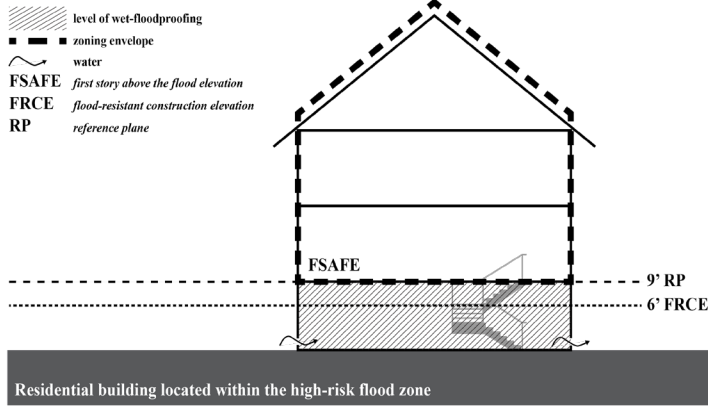 level of wet-floodproofing
zoning envelope
water
FSAFE first story above the flood elevation
FRCE flood-resistant construction elevation
RP reference plane
FSAFE
9’ RP
6’ FRCE
Residential building located within the high-risk flood zone